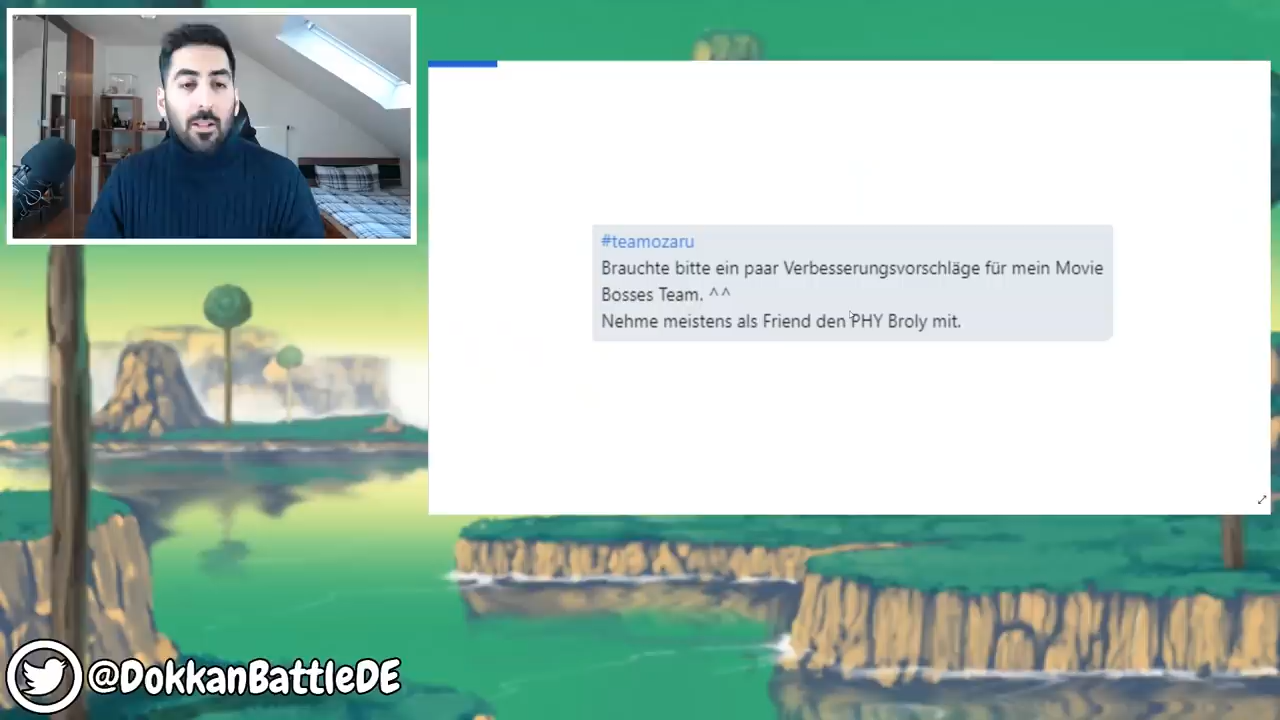 #teamozaru
Brauchte bitte ein paar Verbesserungsvorschläge für mein Movie
Bosses Team. ^^
Nehme meistens als Friend den PHY Broly mit.
@DokkanBattleDE